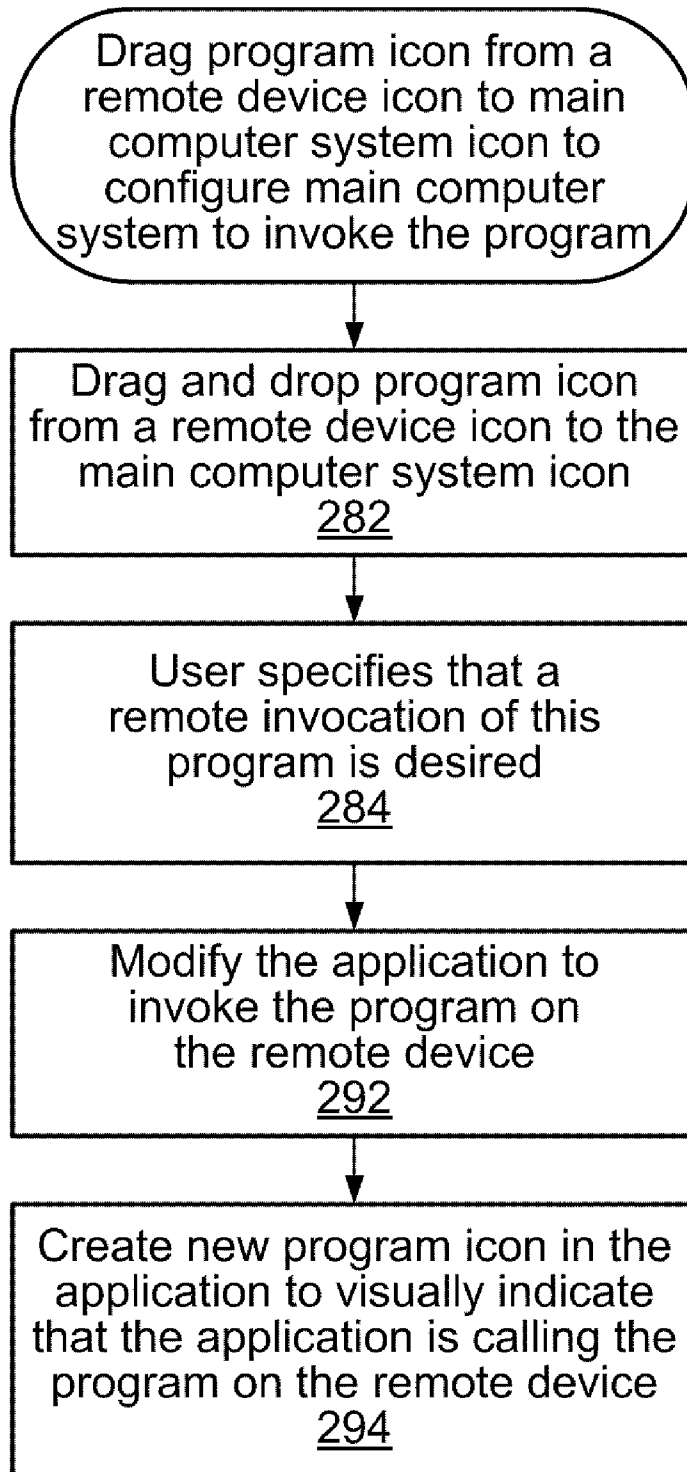 Drag program icon from a
remote device icon to main
computer system icon to
configure main computer
system to invoke the program
Drag and drop program icon
from a remote device icon to the
main computer system icon
282
User specifies that a
remote invocation of this
program is desired
284
Modify the application to
invoke the program on
the remote device
292
Create new program icon in the
application to visually indicate
that the application is calling the
program on the remote device
294